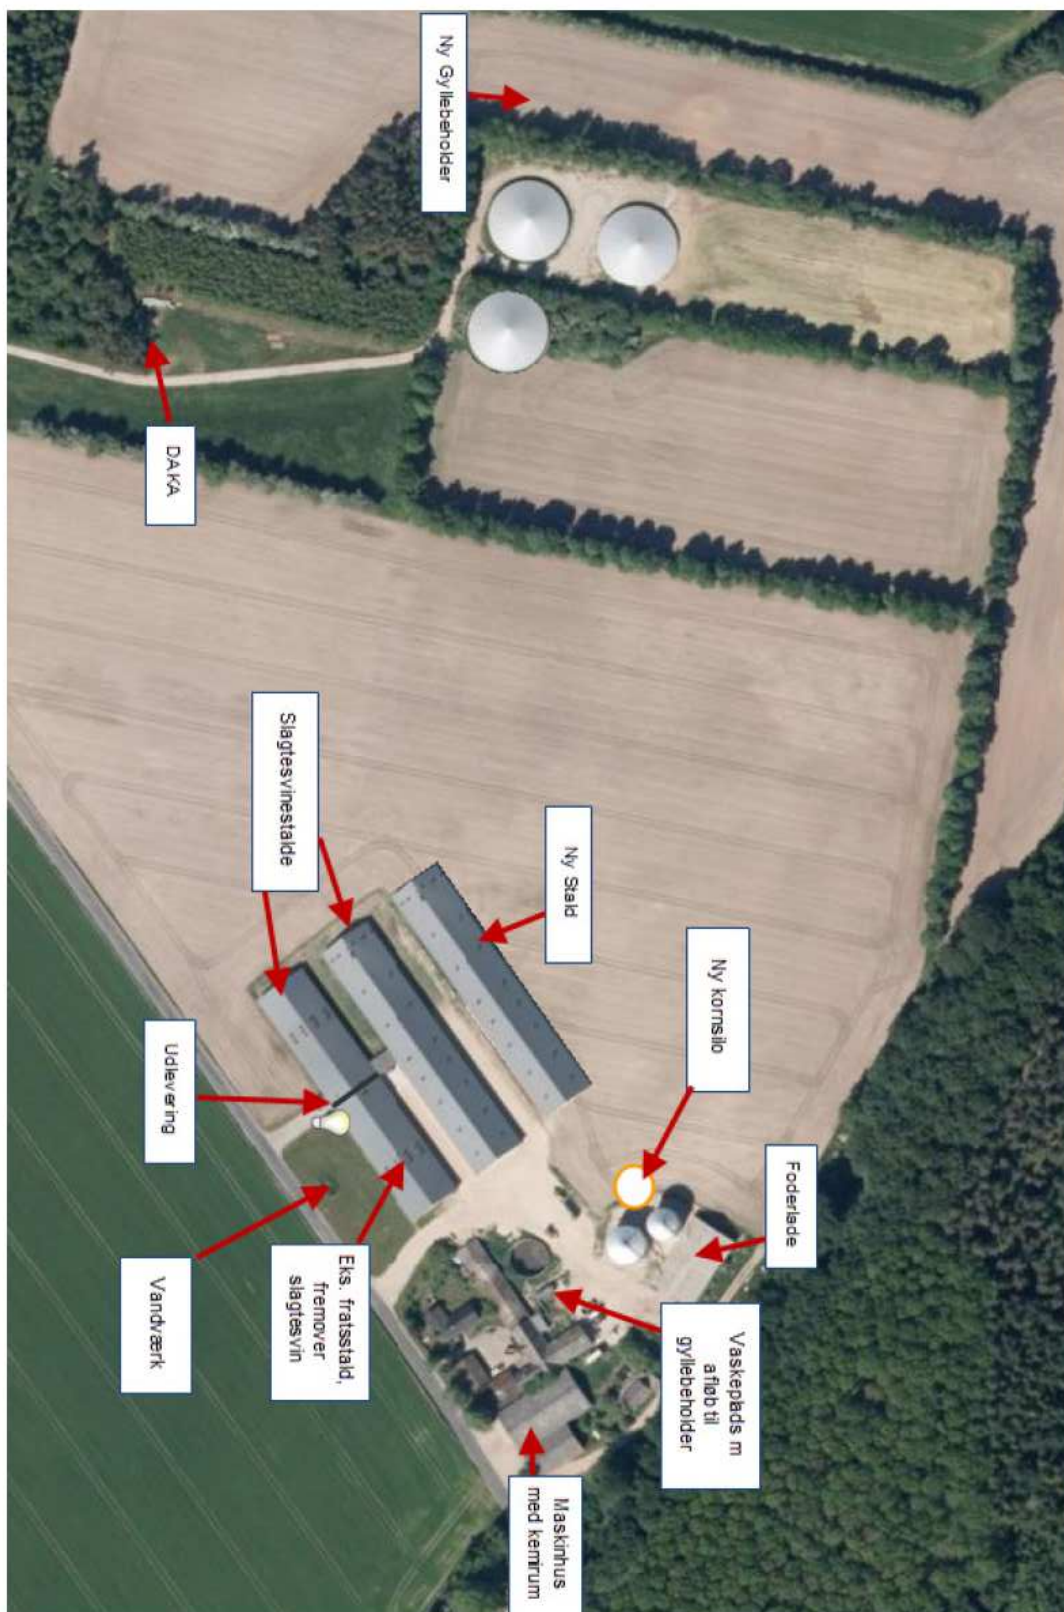 Foderlade
Ny kornsilo
Vaskeplads m
afløb til
gyllebeholder
Ny Stald
Maskinhus
med kemirum
Ny Gyllebeholder
Eks. fratsstald,
fremover
slagtesvin
Slagtesvinestalde
Udlevering
DAKA
Vandværk